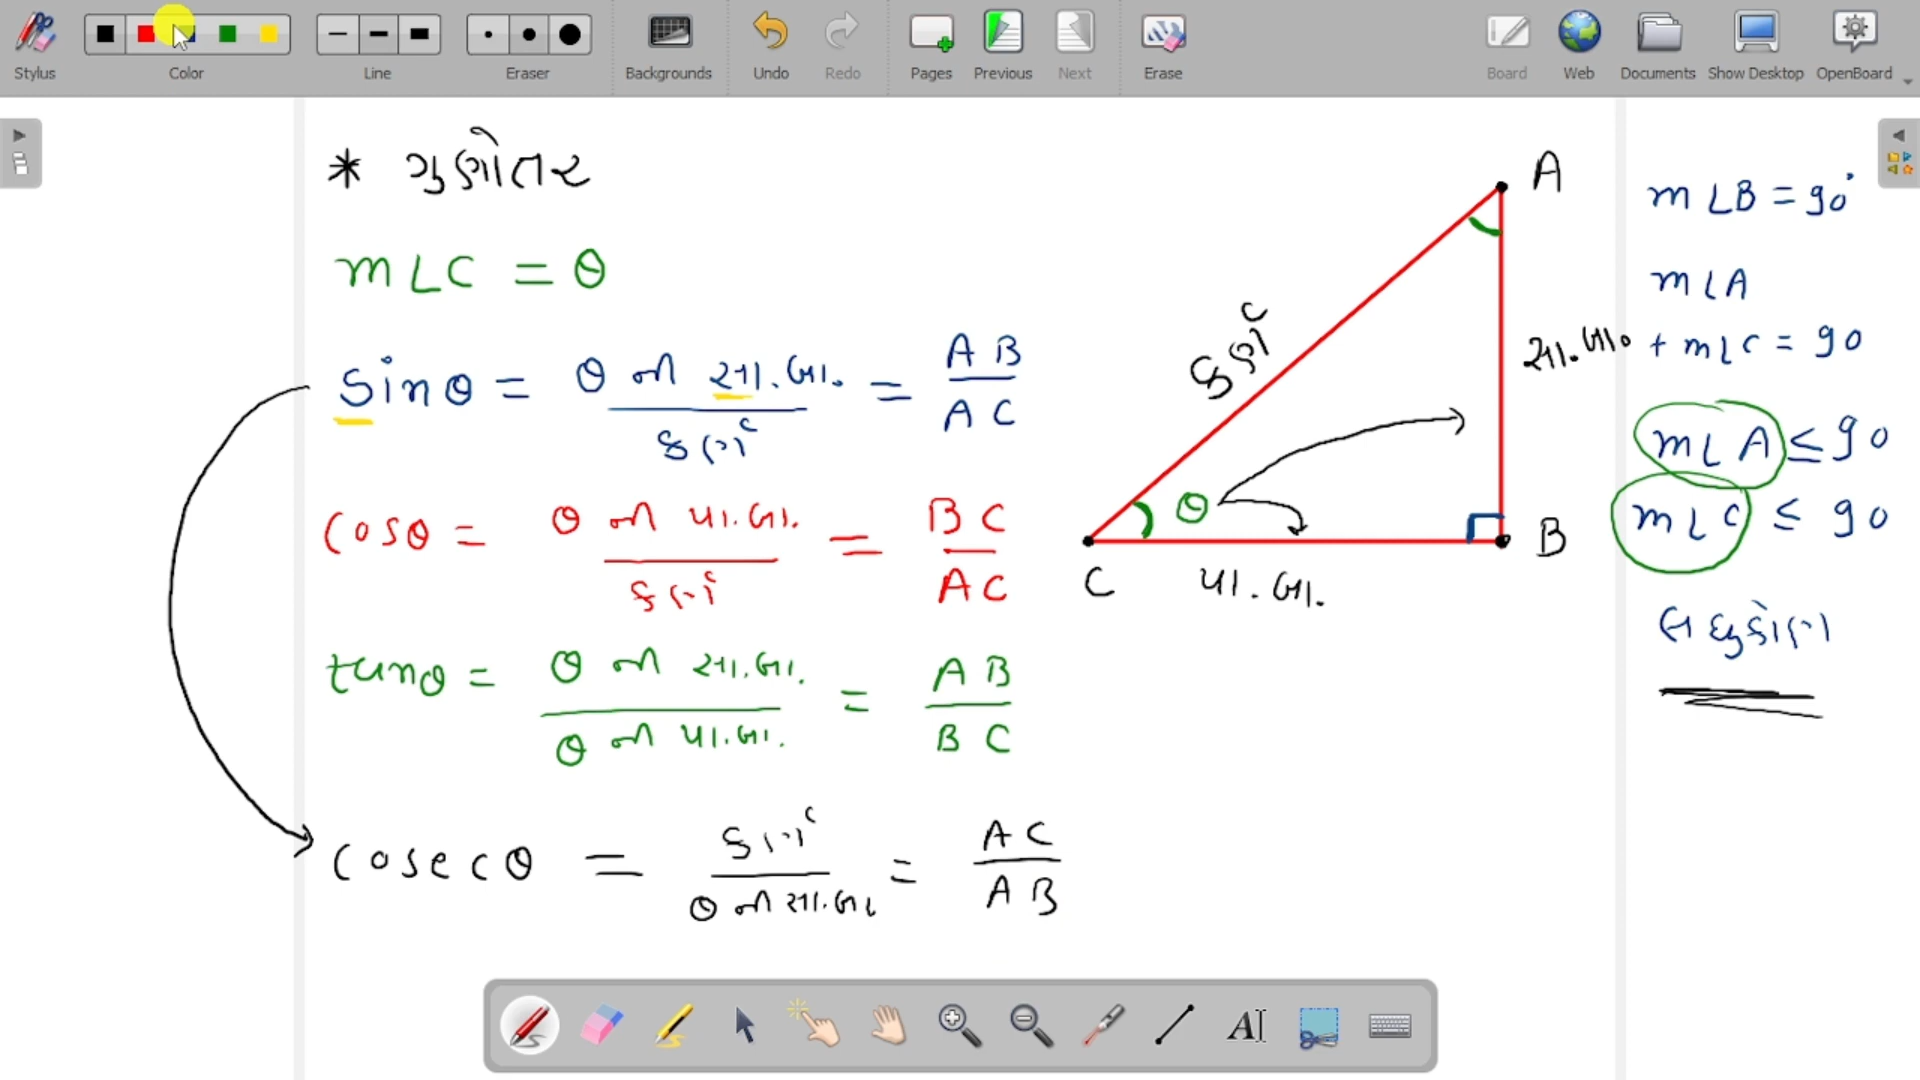 Stylus
Color
Line
Eraser
Backgrounds
Undo
Redo
Pages
Previous
Next
Erase
Board
Web
Documents
Show Desktop
OpenBoard
* ગુણોતર
m∠C = θ
sinθ = θ ની સા.બા. / કર્ણ = AB / AC
cosθ = θ ની પા.બા. / કર્ણ = BC / AC
tanθ = θ ની સા.બા. / θ ની પા.બા. = AB / BC
cosecθ = કર્ણ / θ ની સા.બા. = AC / AB
A
કર્ણ
સા.બા.
θ
C
B
પા.બા.
m∠B = 90°
m∠A
+ m∠C = 90
m∠A ≤ 90
m∠C ≤ 90
લઘુકોણ
AI